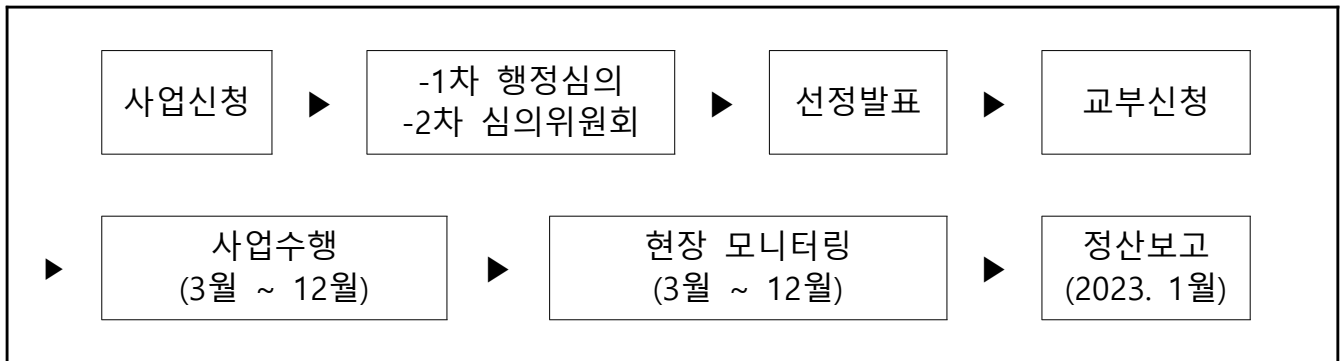 사업신청 ▶ -1차 행정심의 ▶ 선정발표 ▶ 교부신청
-2차 심의위원회
▶ 사업수행 ▶ 현장 모니터링 ▶ 정산보고
(3월 ~ 12월) (3월 ~ 12월) (2023. 1월)